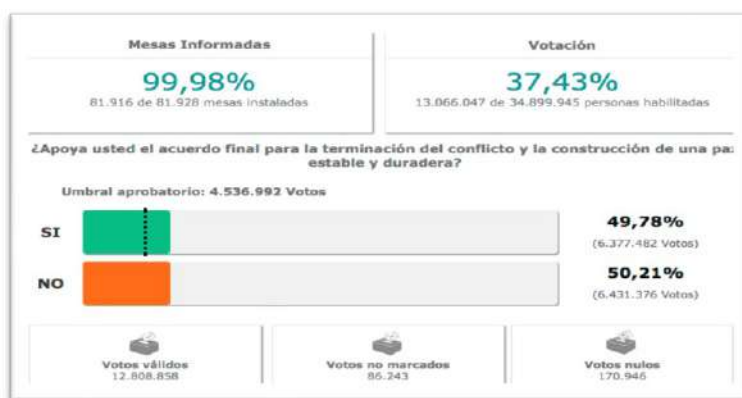 Mesas Informadas
99,98%
81.916 de 81.928 mesas instaladas
Votación
37,43%
13.066.047 de 34.899.945 personas habilitadas
¿Apoya usted el acuerdo final para la terminación del conflicto y la construcción de una paz
estable y duradera?
Umbral aprobatorio: 4.536.992 Votos
SI
49,78%
(6.377.482 Votos)
NO
50,21%
(6.431.376 Votos)
Votos válidos
12.808.858
Votos no marcados
86.243
Votos nulos
170.946